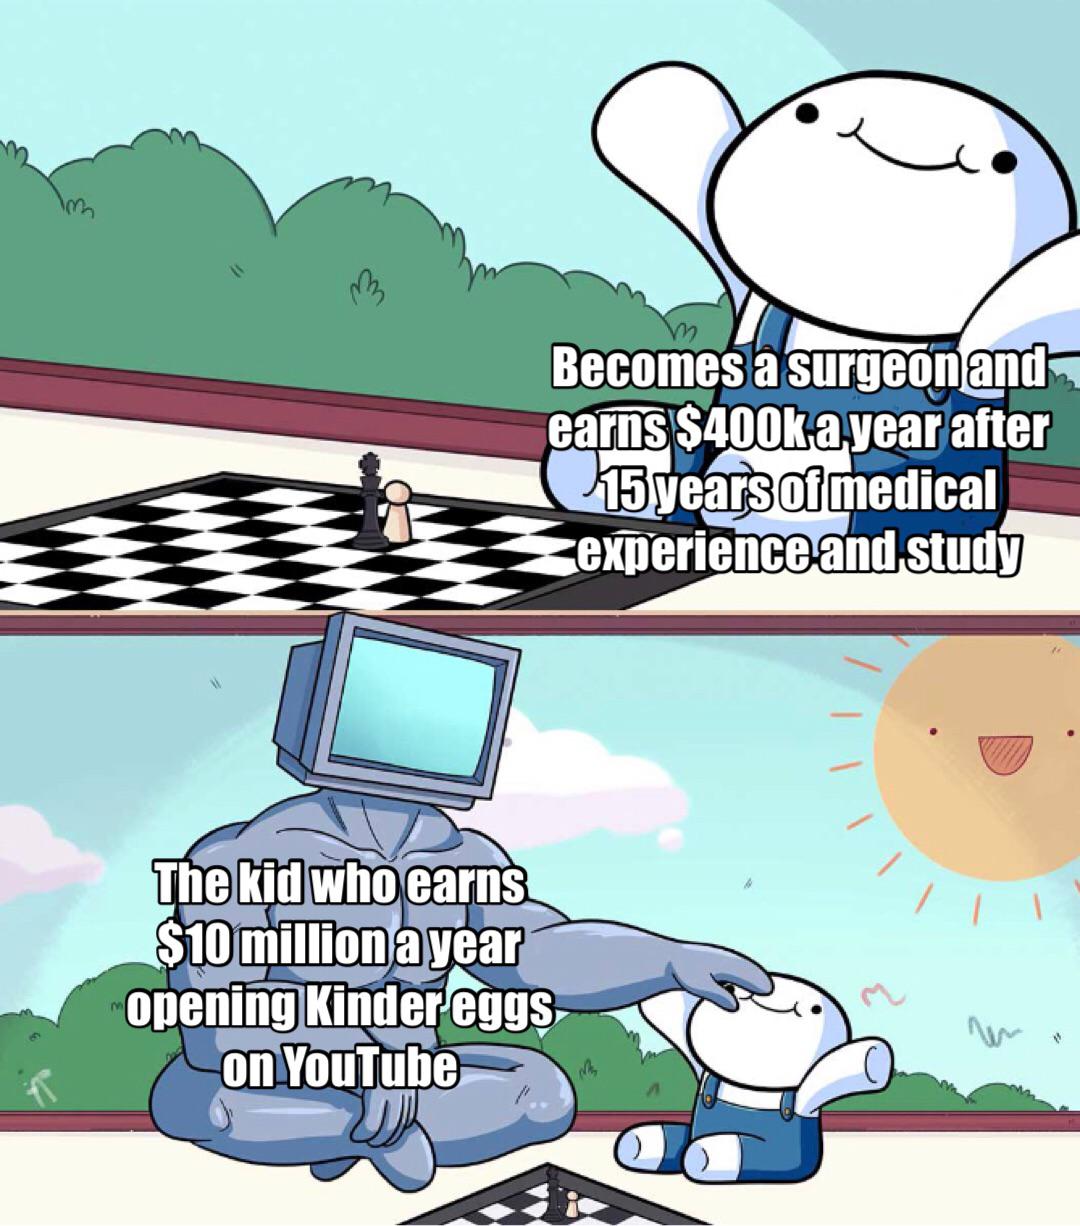 Becomes a surgeon and
earns $400k a year after
15 years of medical
experience and study
The kid who earns
$10 million a year
opening Kinder eggs
on YouTube